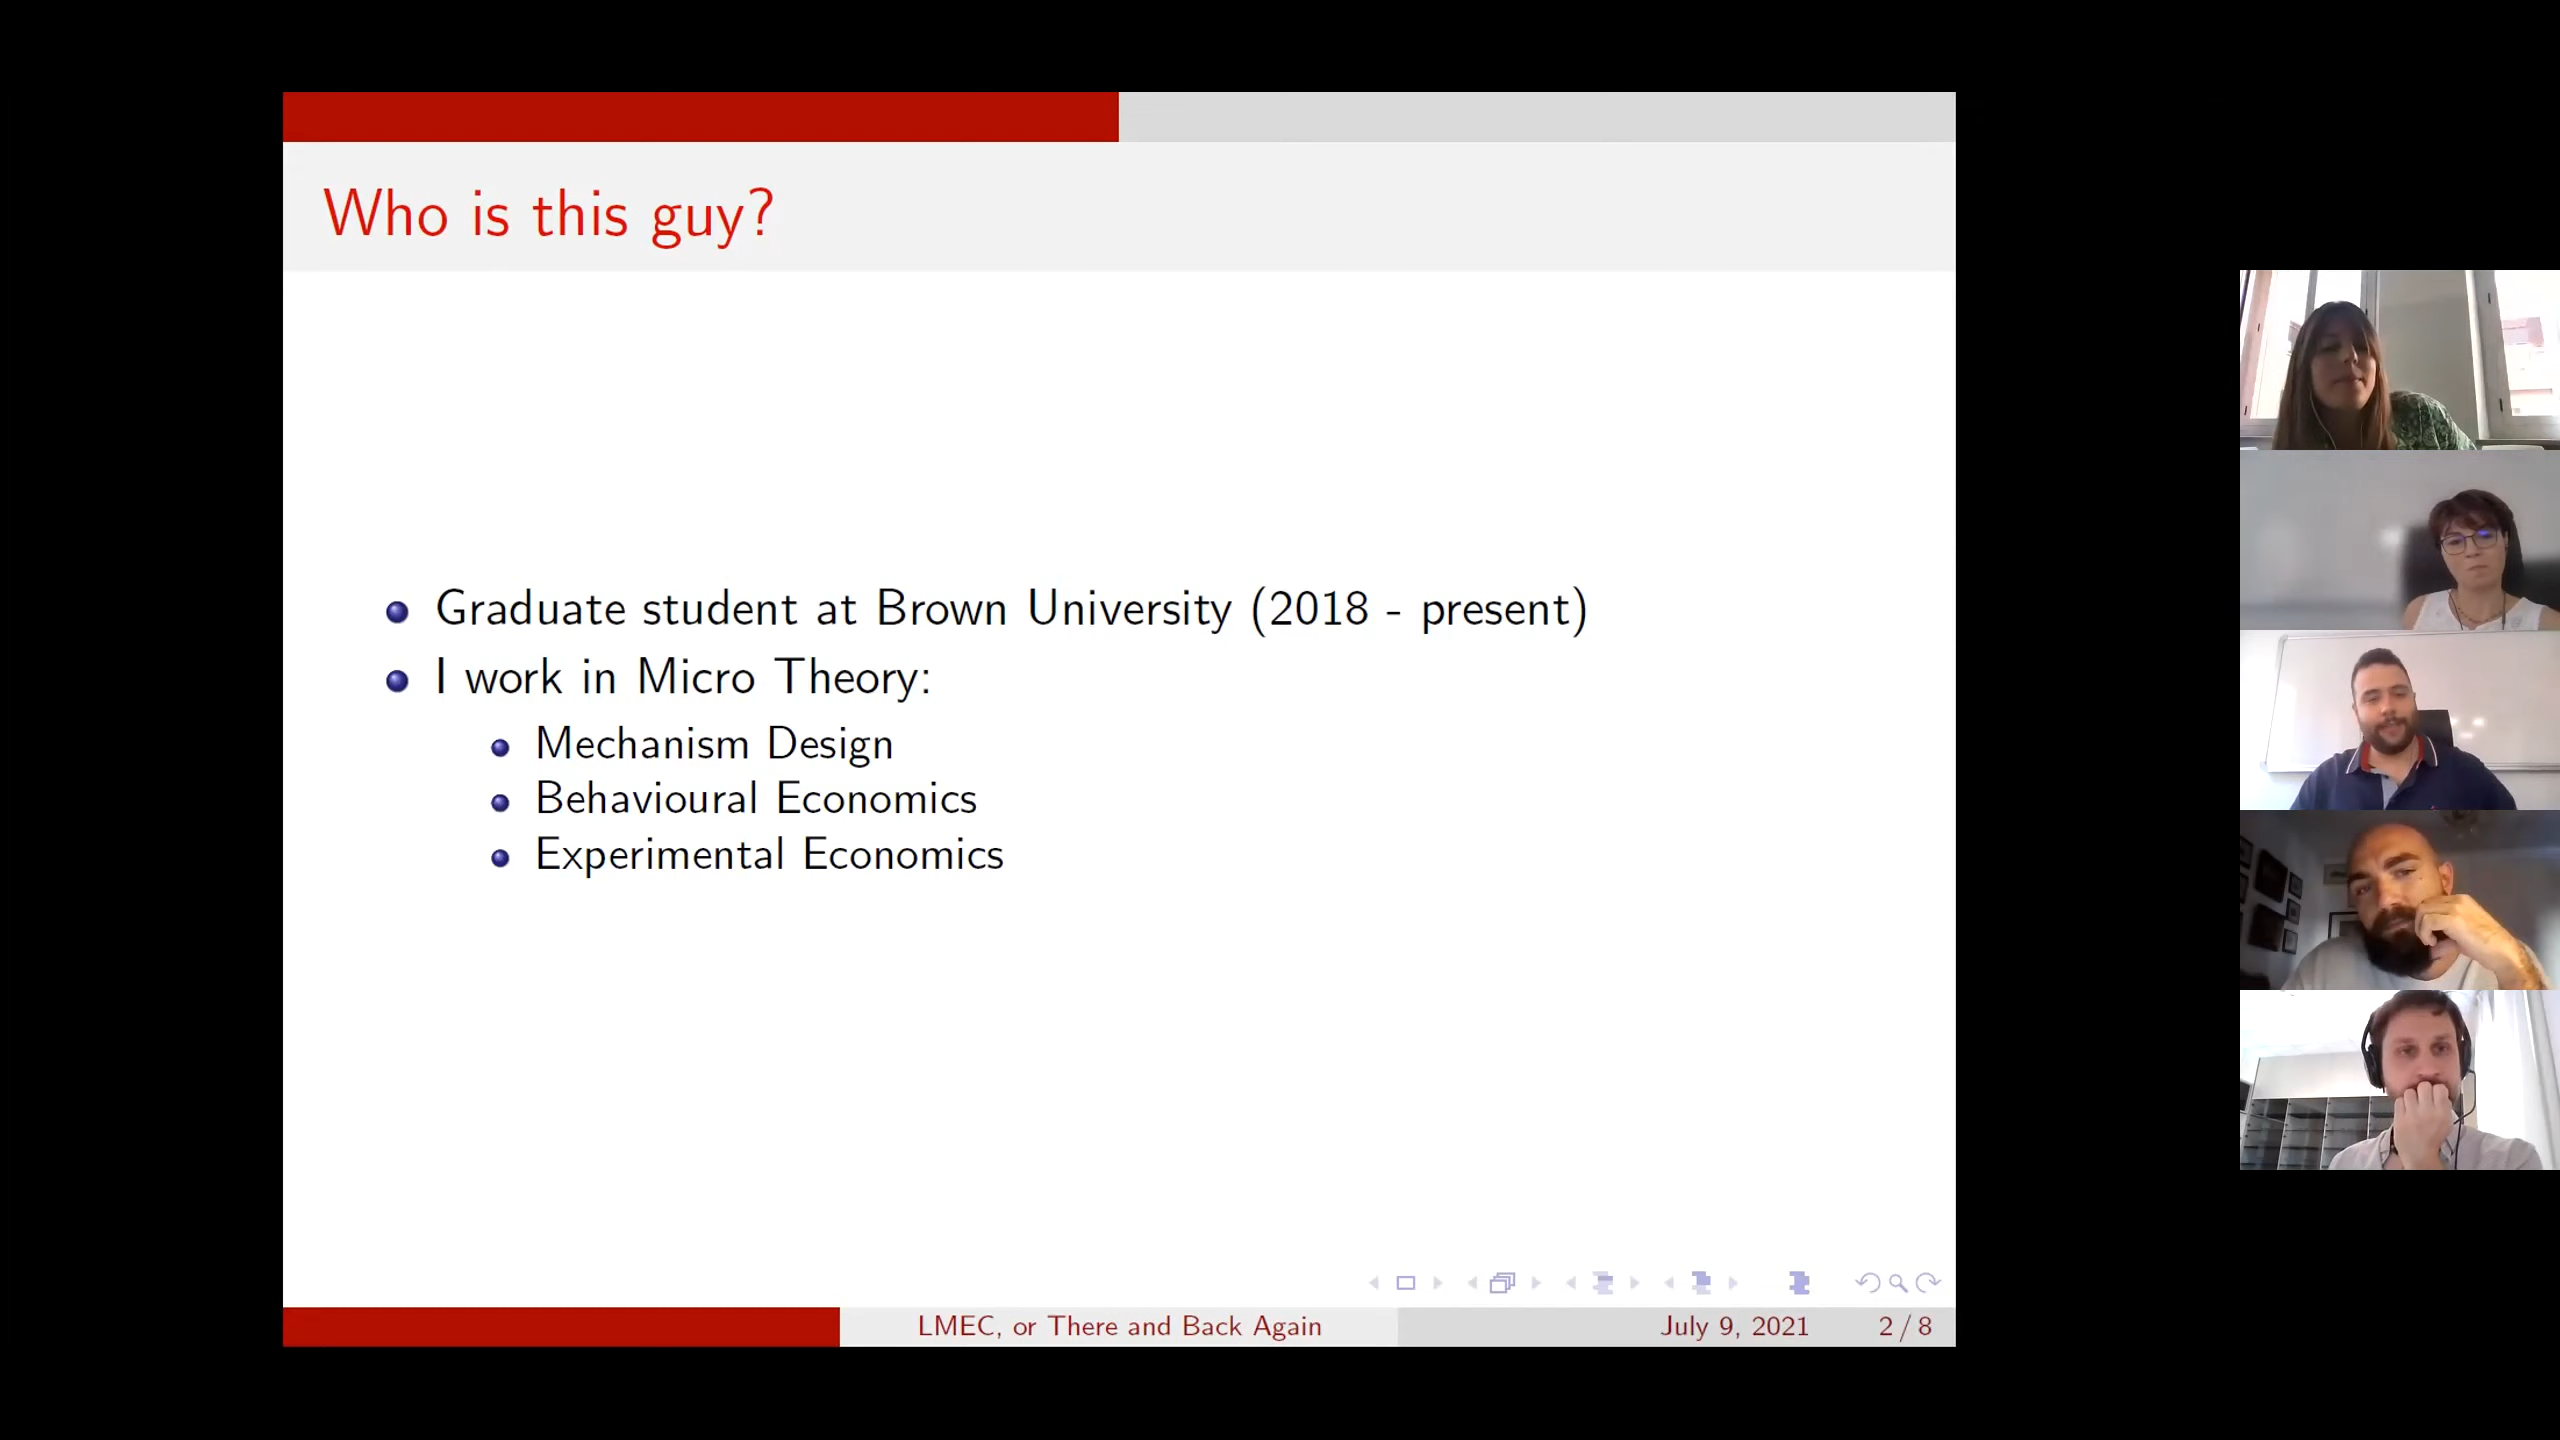 Who is this guy?
Graduate student at Brown University (2018 - present)
I work in Micro Theory:
Mechanism Design
Behavioural Economics
Experimental Economics
LMEC, or There and Back Again
July 9, 2021
2 / 8